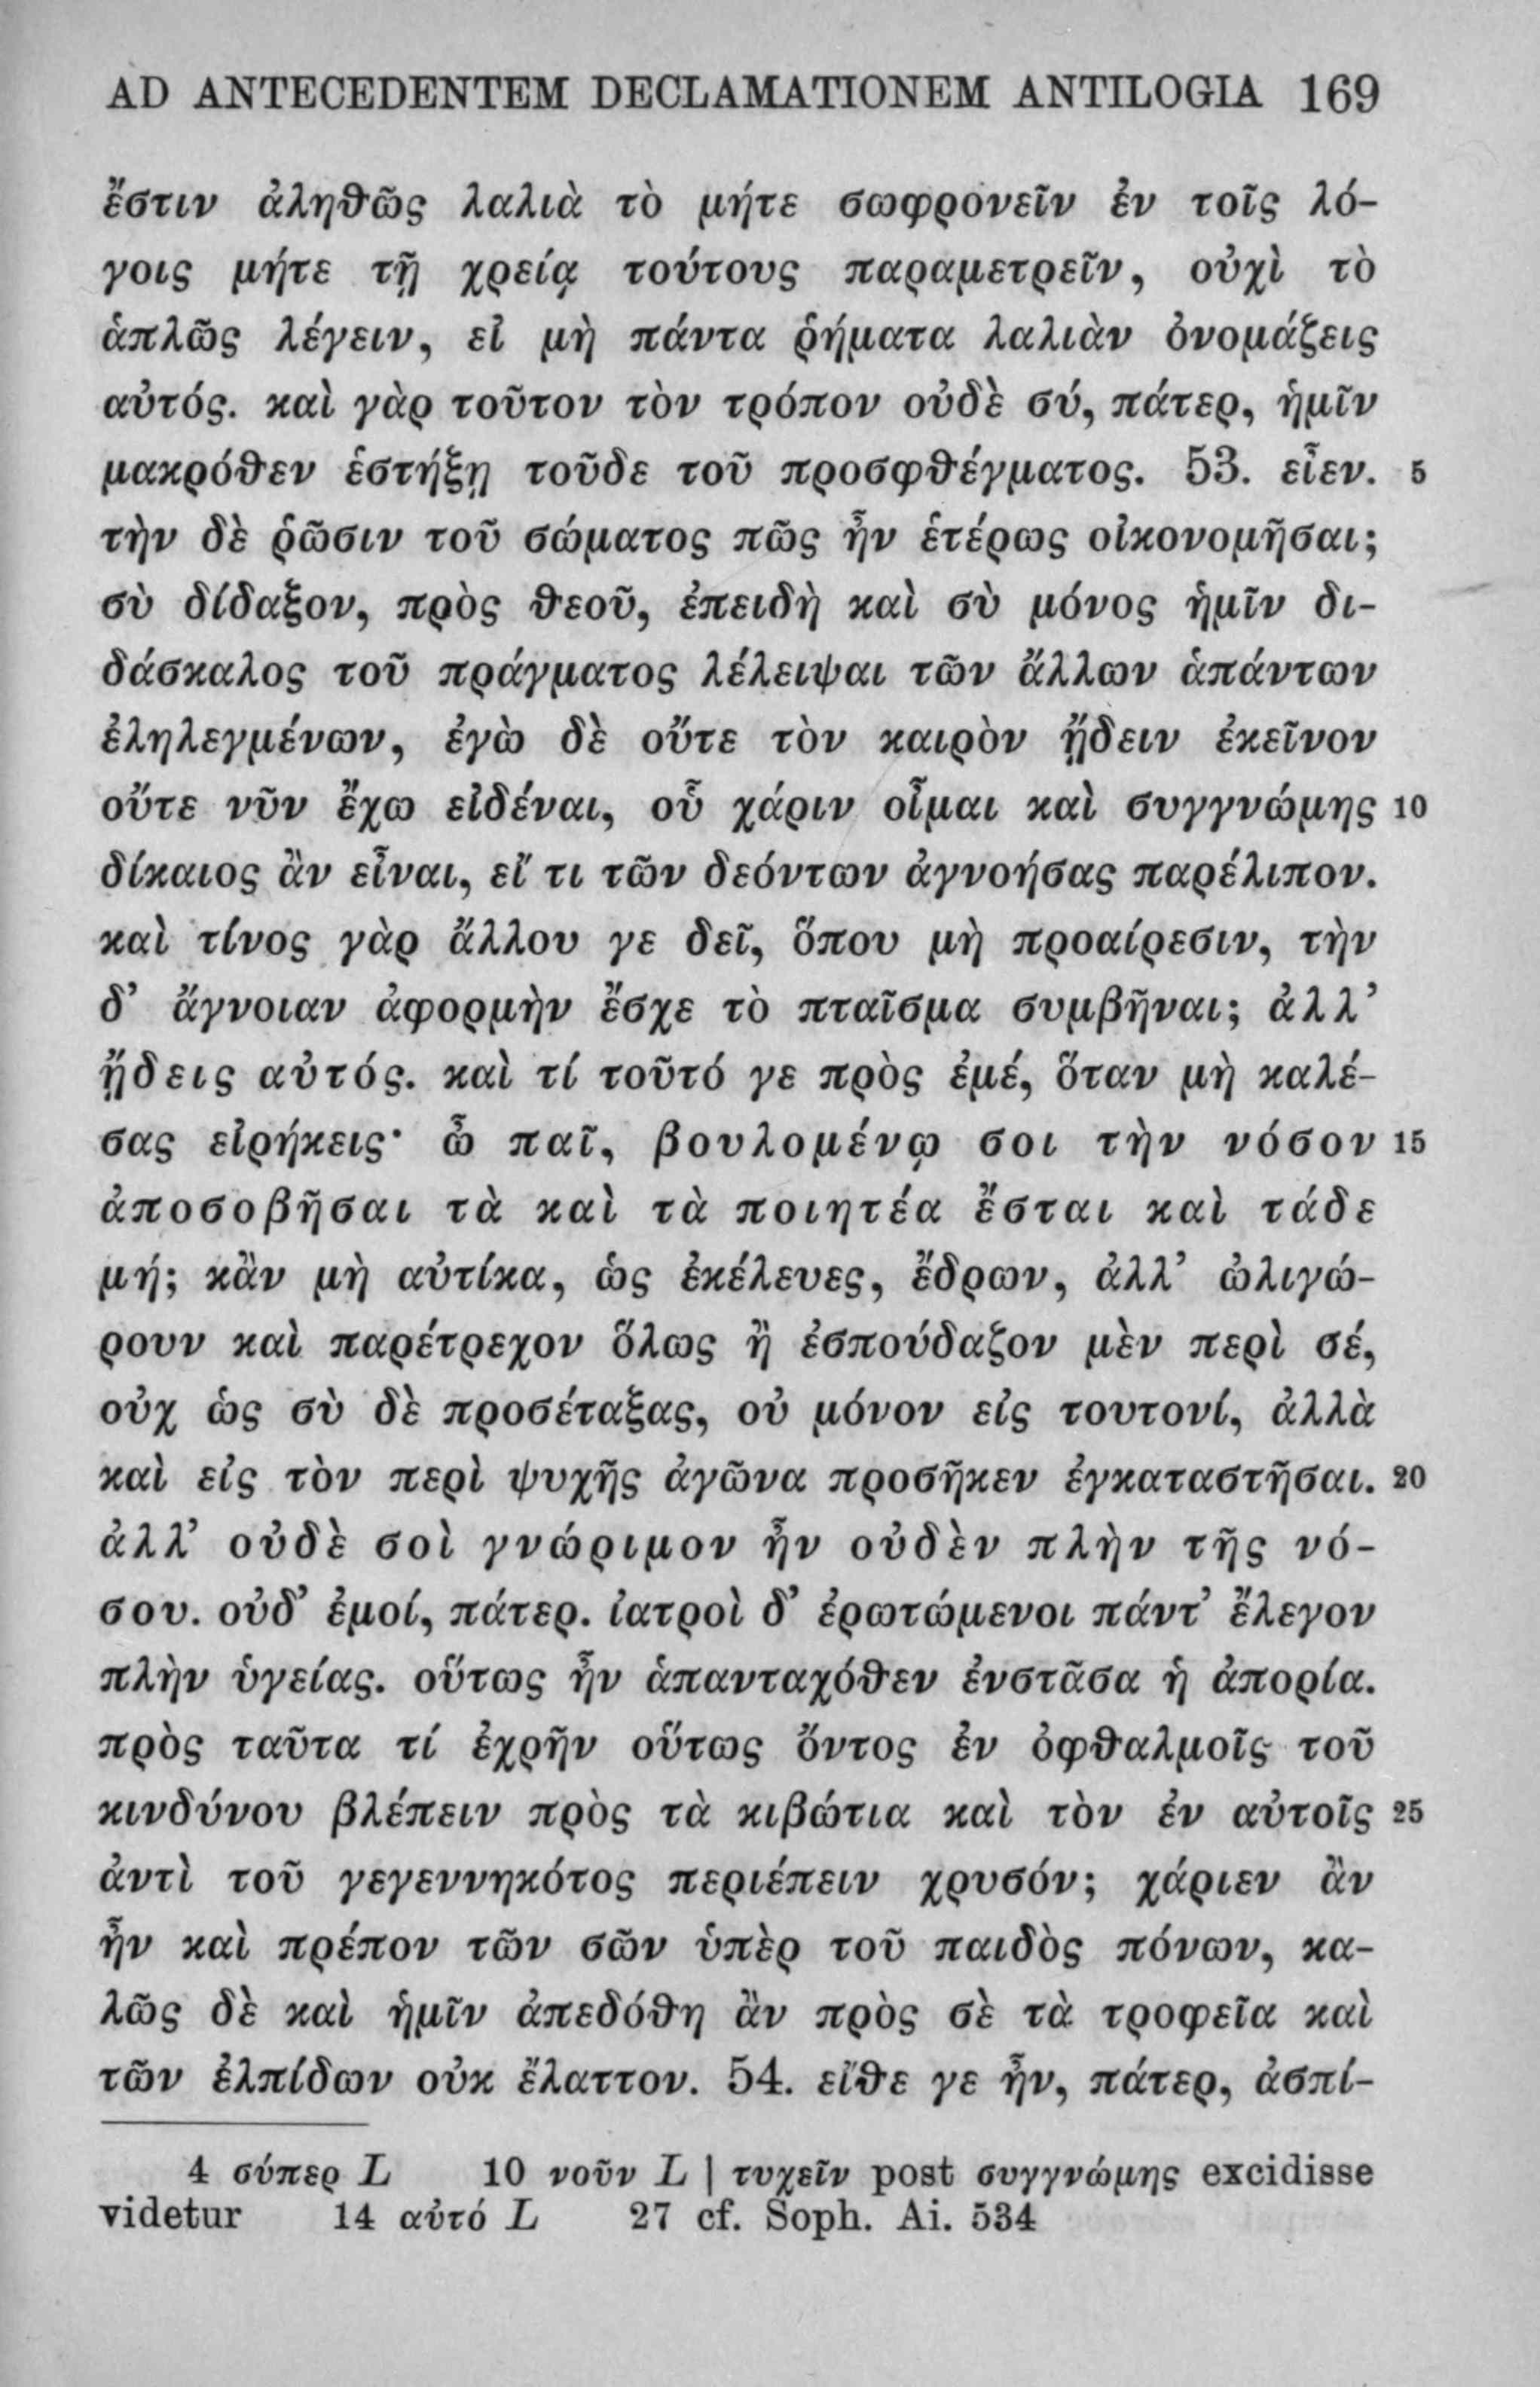 AD ANTECEDENTEM DECLAMATIONEM ANTILOGIA 169
ἔστιν ἀληθῶς λαλιὰ τὸ μήτε σωφρονεῖν ἐν τοῖς λό-
γοις μήτε τῇ χρείᾳ τούτους παραμετρεῖν, οὐχὶ τὸ
ἁπλῶς λέγειν, εἰ μὴ πάντα ῥήματα λαλιὰν ὀνομάζεις
αὐτός. καὶ γὰρ τοῦτον τὸν τρόπον οὐδὲ σύ, πάτερ, ἡμῖν
μακρόθεν ἑστήξῃ τοῦδε τοῦ προσφθέγματος. 53. εἶεν. 5
τὴν δὲ ῥῶσιν τοῦ σώματος πῶς ἦν ἑτέρως οἰκονομῆσαι;
σὺ δίδαξον, πρὸς θεοῦ, ἐπειδὴ καὶ σὺ μόνος ἡμῖν δι-
δάσκαλος τοῦ πράγματος λέλειψαι τῶν ἄλλων ἁπάντων
ἐληλεγμένων, ἐγὼ δὲ οὔτε τὸν καιρὸν ᾔδειν ἐκεῖνον
οὔτε νῦν ἔχω εἰδέναι, οὗ χάριν οἶμαι καὶ συγγνώμης 10
δίκαιος ἂν εἶναι, εἴ τι τῶν δεόντων ἀγνοήσας παρέλιπον.
καὶ τίνος γὰρ ἄλλου γε δεῖ, ὅπου μὴ προαίρεσιν, τὴν
δ’ ἄγνοιαν ἀφορμὴν ἔσχε τὸ πταῖσμα συμβῆναι; ἀλλ’
ᾔδεις αὐτός. καὶ τί τοῦτό γε πρὸς ἐμέ, ὅταν μὴ καλέ-
σας εἰρήκεις· ὦ παῖ, βουλομένῳ σοι τὴν νόσον 15
ἀποσοβῆσαι τὰ καὶ τὰ ποιητέα ἔσται καὶ τάδε
μή; κἂν μὴ αὐτίκα, ὡς ἐκέλευες, ἔδρων, ἀλλ’ ὠλιγώ-
ρουν καὶ παρέτρεχον ὅλως ἢ ἐσπούδαζον μὲν περὶ σέ,
οὐχ ὡς σὺ δὲ προσέταξας, οὐ μόνον εἰς τουτονί, ἀλλὰ
καὶ εἰς τὸν περὶ ψυχῆς ἀγῶνα προσῆκεν ἐγκαταστῆσαι. 20
ἀλλ’ οὐδὲ σοὶ γνώριμον ἦν οὐδὲν πλὴν τῆς νό-
σου. οὐδ’ ἐμοί, πάτερ. ἰατροὶ δ’ ἐρωτώμενοι πάντ’ ἔλεγον
πλὴν ὑγείας. οὕτως ἦν ἁπανταχόθεν ἐνστᾶσα ἡ ἀπορία.
πρὸς ταῦτα τί ἐχρῆν οὕτως ὄντος ἐν ὀφθαλμοῖς τοῦ
κινδύνου βλέπειν πρὸς τὰ κιβώτια καὶ τὸν ἐν αὐτοῖς 25
ἀντὶ τοῦ γεγεννηκότος περιέπειν χρυσόν; χάριεν ἂν
ἦν καὶ πρέπον τῶν σῶν ὑπὲρ τοῦ παιδὸς πόνων, κα-
λῶς δὲ καὶ ἡμῖν ἀπεδόθη ἂν πρὸς σὲ τὰ τροφεῖα καὶ
τῶν ἐλπίδων οὐκ ἔλαττον. 54. εἴθε γε ἦν, πάτερ, ἀσπί-
4 σύπερ L 10 νοῦν L | τυχεῖν post συγγνώμης excidisse
videtur 14 αὐτό L 27 cf. Soph. Ai. 534